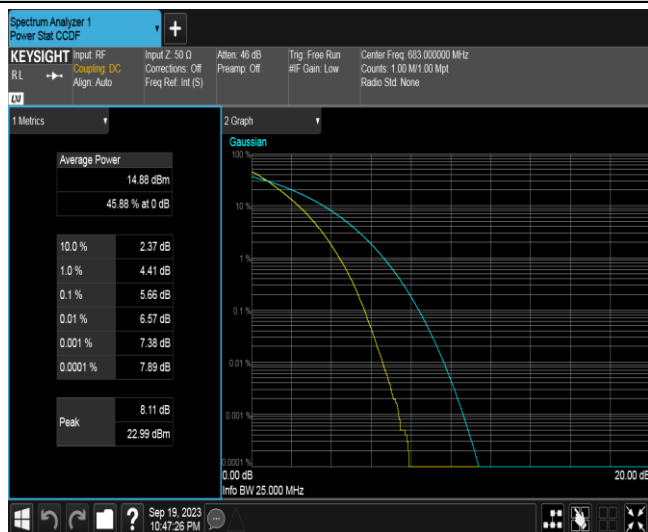 Spectrum Analyzer 1
Power Stat CCDF
KEYSIGHT
RL
Input: RF
Coupling: DC
Align: Auto
Input Z: 50 Ω
Corrections: Off
Freq Ref: Int (S)
Atten: 46 dB
Preamp: Off
Trig: Free Run
#IF Gain: Low
Center Freq: 683.000000 MHz
Counts: 1.00 M/1.00 Mpt
Radio Std: None
LXI
1 Metrics
Average Power
14.88 dBm
45.88 % at 0 dB
10.0 % 2.37 dB
1.0 % 4.41 dB
0.1 % 5.66 dB
0.01 % 6.57 dB
0.001 % 7.38 dB
0.0001 % 7.89 dB
Peak
8.11 dB
22.99 dBm
2 Graph
Gaussian
100 %
10 %
1 %
0.1 %
0.01 %
0.001 %
0.0001 %
0.00 dB
20.00 dB
Info BW 25.000 MHz
?
Sep 19, 2023
10:47:26 PM